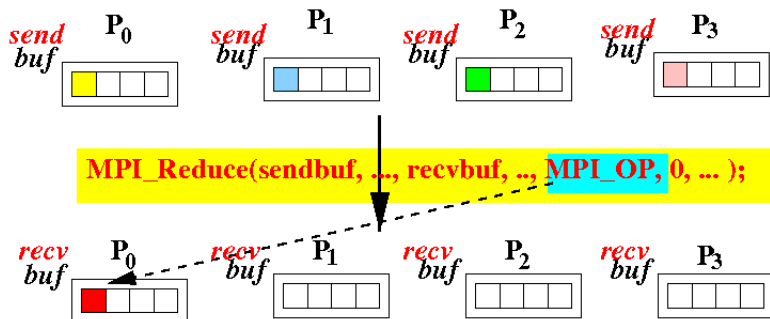 send P0 send P1 send P2 send P3
buf buf buf buf
MPI_Reduce(sendbuf, ..., recvbuf, .., MPI_OP, 0, ... );
recv P0 recv P1 recv P2 recv P3
buf buf buf buf